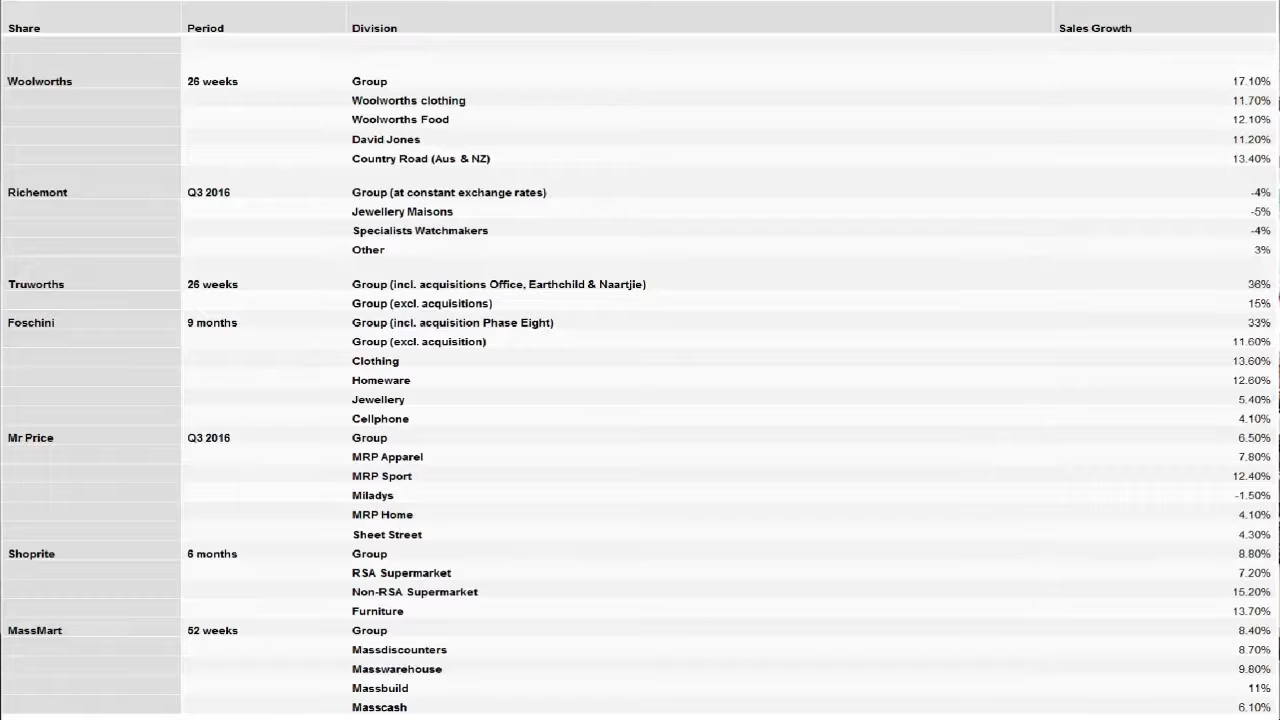 Share Period Division Sales Growth
Woolworths 26 weeks Group 17.10%
Woolworths clothing 11.70%
Woolworths Food 12.10%
David Jones 11.20%
Country Road (Aus & NZ) 13.40%
Richemont Q3 2016 Group (at constant exchange rates) -4%
Jewellery Maisons -5%
Specialists Watchmakers -4%
Other 3%
Truworths 26 weeks Group (incl. acquisitions Office, Earthchild & Naartjie) 36%
Group (excl. acquisitions) 15%
Foschini 9 months Group (incl. acquisition Phase Eight) 33%
Group (excl. acquisition) 11.60%
Clothing 13.60%
Homeware 12.60%
Jewellery 5.40%
Cellphone 4.10%
Mr Price Q3 2016 Group 6.50%
MRP Apparel 7.80%
MRP Sport 12.40%
Miladys -1.50%
MRP Home 4.10%
Sheet Street 4.30%
Shoprite 6 months Group 8.80%
RSA Supermarket 7.20%
Non-RSA Supermarket 15.20%
Furniture 13.70%
MassMart 52 weeks Group 8.40%
Massdiscounters 8.70%
Masswarehouse 9.80%
Massbuild 11%
Masscash 6.10%